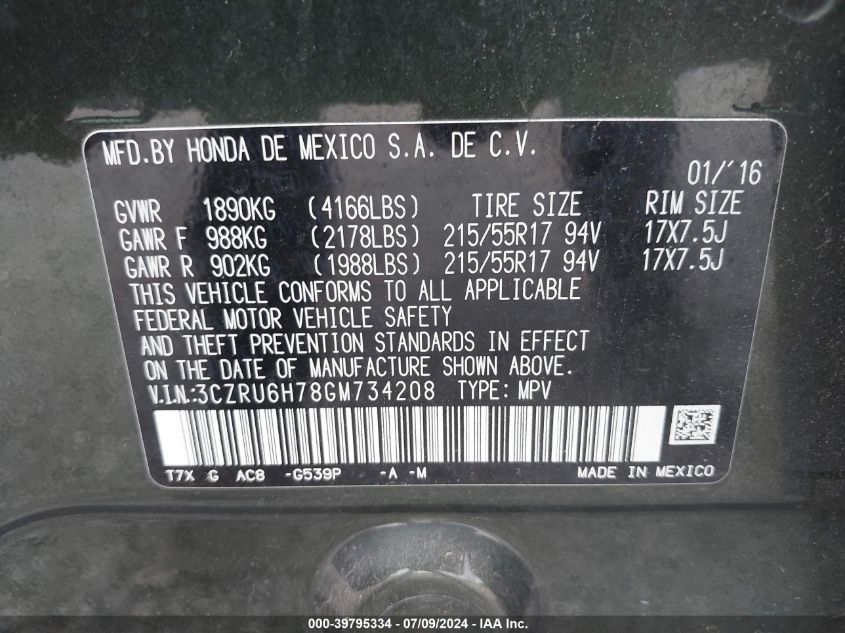 MFD.BY HONDA DE MEXICO S.A. DE C.V.
01/'16
GVWR 1890KG (4166LBS) TIRE SIZE RIM SIZE
GAWR F 988KG (2178LBS) 215/55R17 94V 17X7.5J
GAWR R 902KG (1988LBS) 215/55R17 94V 17X7.5J
THIS VEHICLE CONFORMS TO ALL APPLICABLE
FEDERAL MOTOR VEHICLE SAFETY
AND THEFT PREVENTION STANDARDS IN EFFECT
ON THE DATE OF MANUFACTURE SHOWN ABOVE.
V.I.N.:3CZRU6H78GM734208 TYPE: MPV
T7X G AC8 -G539P -A -M MADE IN MEXICO
000-39795334 - 07/09/2024 - IAA Inc.